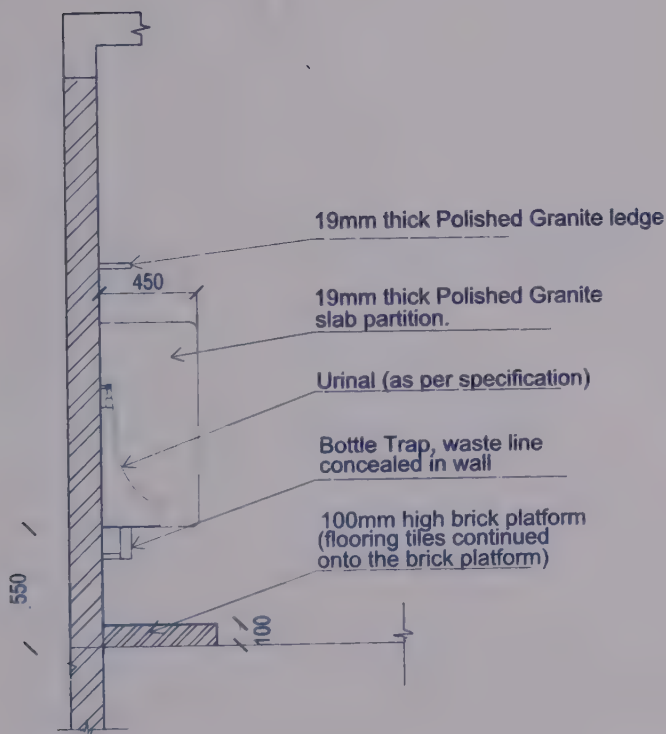 19mm thick Polished Granite ledge
450
19mm thick Polished Granite
slab partition.
Urinal (as per specification)
Bottle Trap, waste line
concealed in wall
100mm high brick platform
(flooring tiles continued
onto the brick platform)
550
100